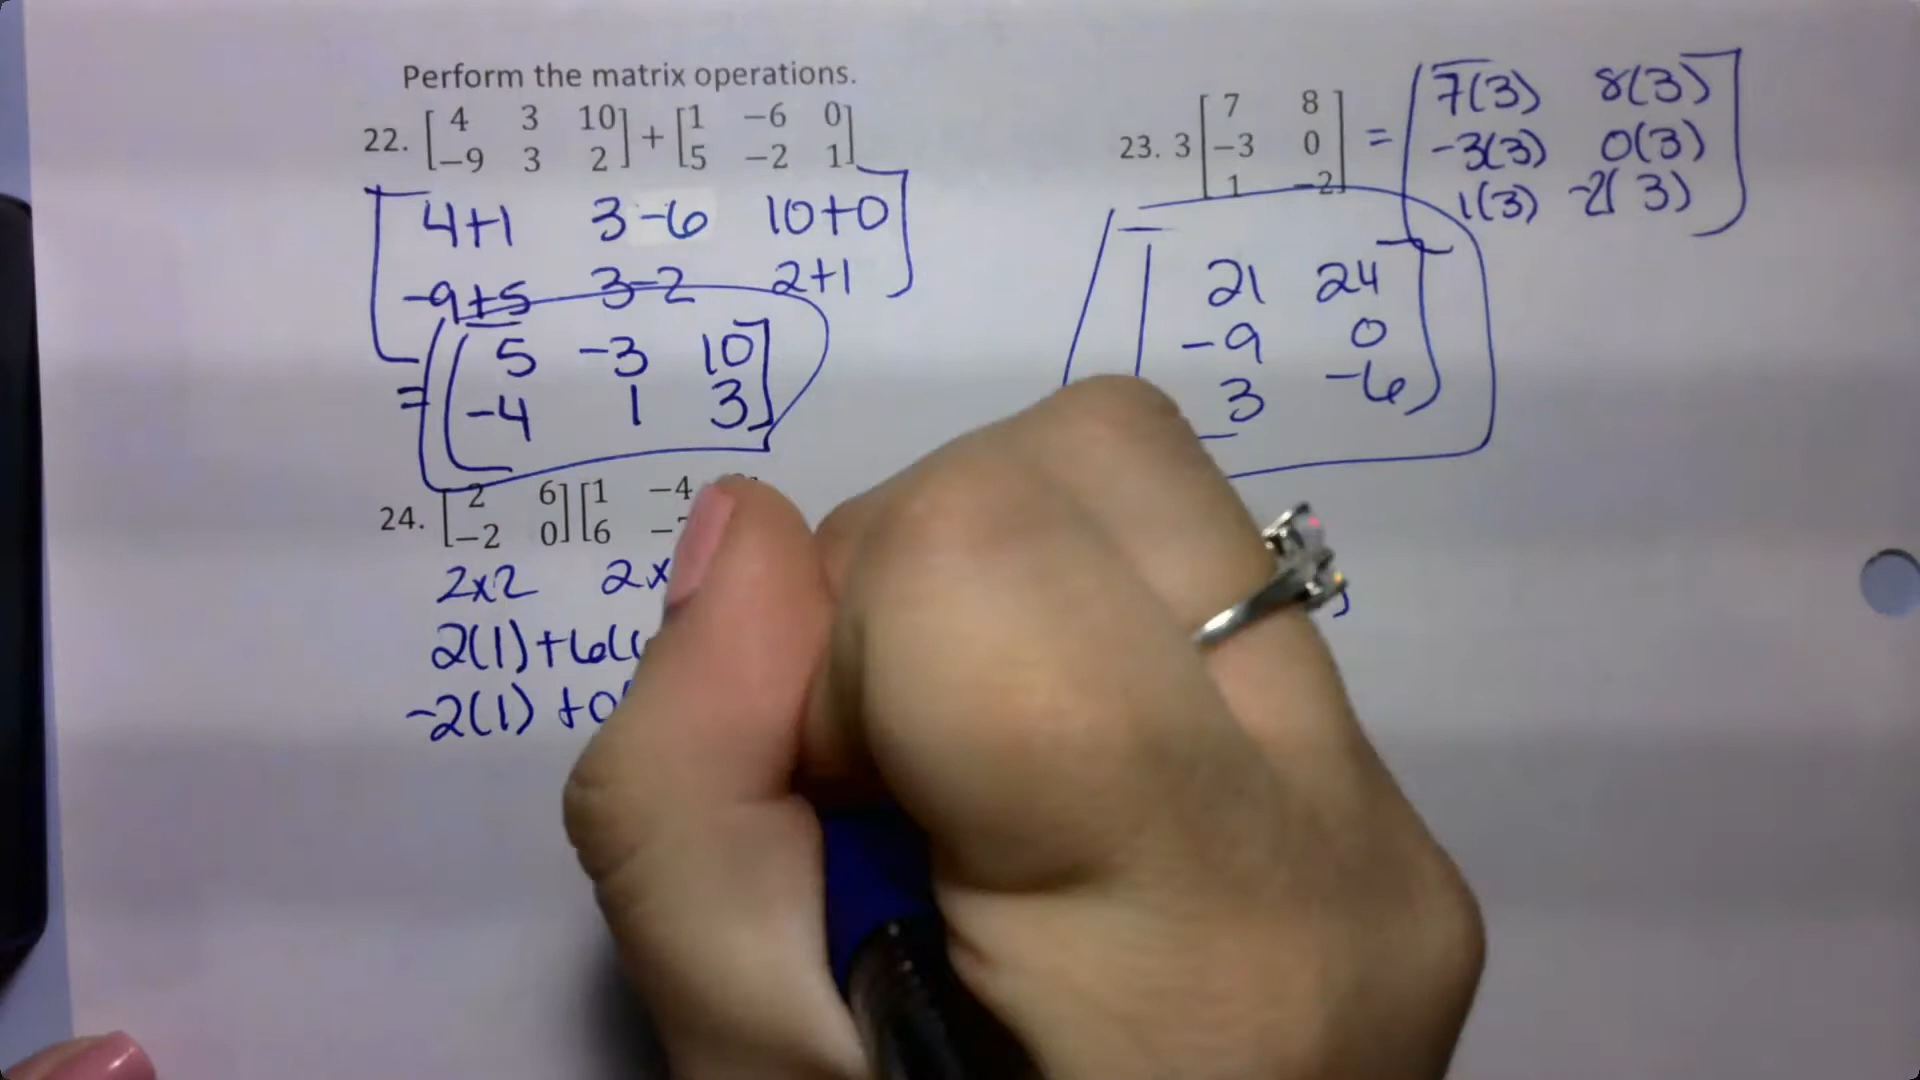 Perform the matrix operations.
22. [4 3 10
-9 3 2] + [1 -6 0
5 -2 1]
[4+1 3-6 10+0
-9+5 3-2 2+1]
= [5 -3 10
-4 1 3]
23. 3 [7 8
-3 0
1 -2] = [7(3) 8(3)
-3(3) 0(3)
1(3) -2(3)]
[21 24
-9 0
3 -6]
24. [2 6
-2 0] [1 -4
6
2x2 2x
2(1)+6(
-2(1) +0